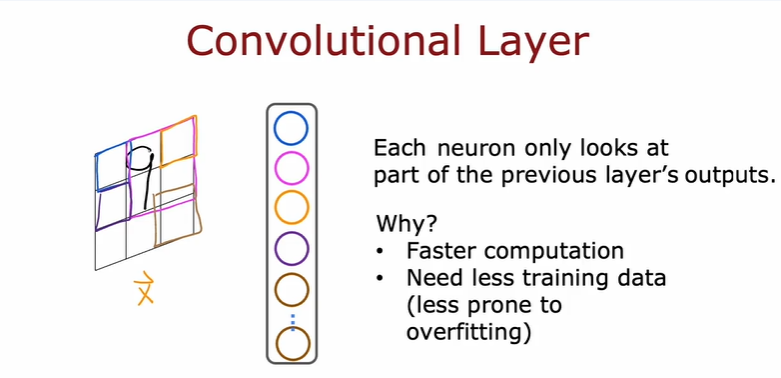 Convolutional Layer
9
Each neuron only looks at
part of the previous layer's outputs.
x⃗
Why?
• Faster computation
• Need less training data
(less prone to
overfitting)